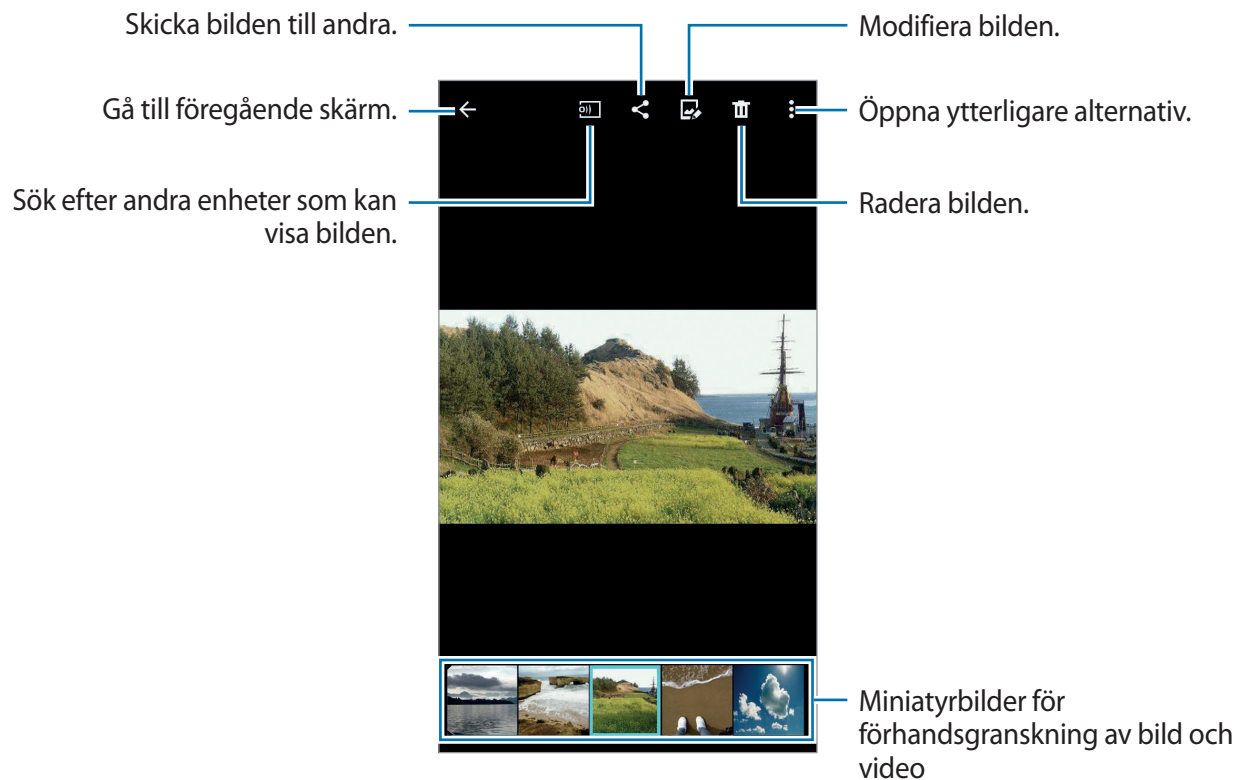 Skicka bilden till andra.
Modifiera bilden.
Gå till föregående skärm.
Öppna ytterligare alternativ.
Sök efter andra enheter som kan
visa bilden.
Radera bilden.
Miniatyrbilder för
förhandsgranskning av bild och
video